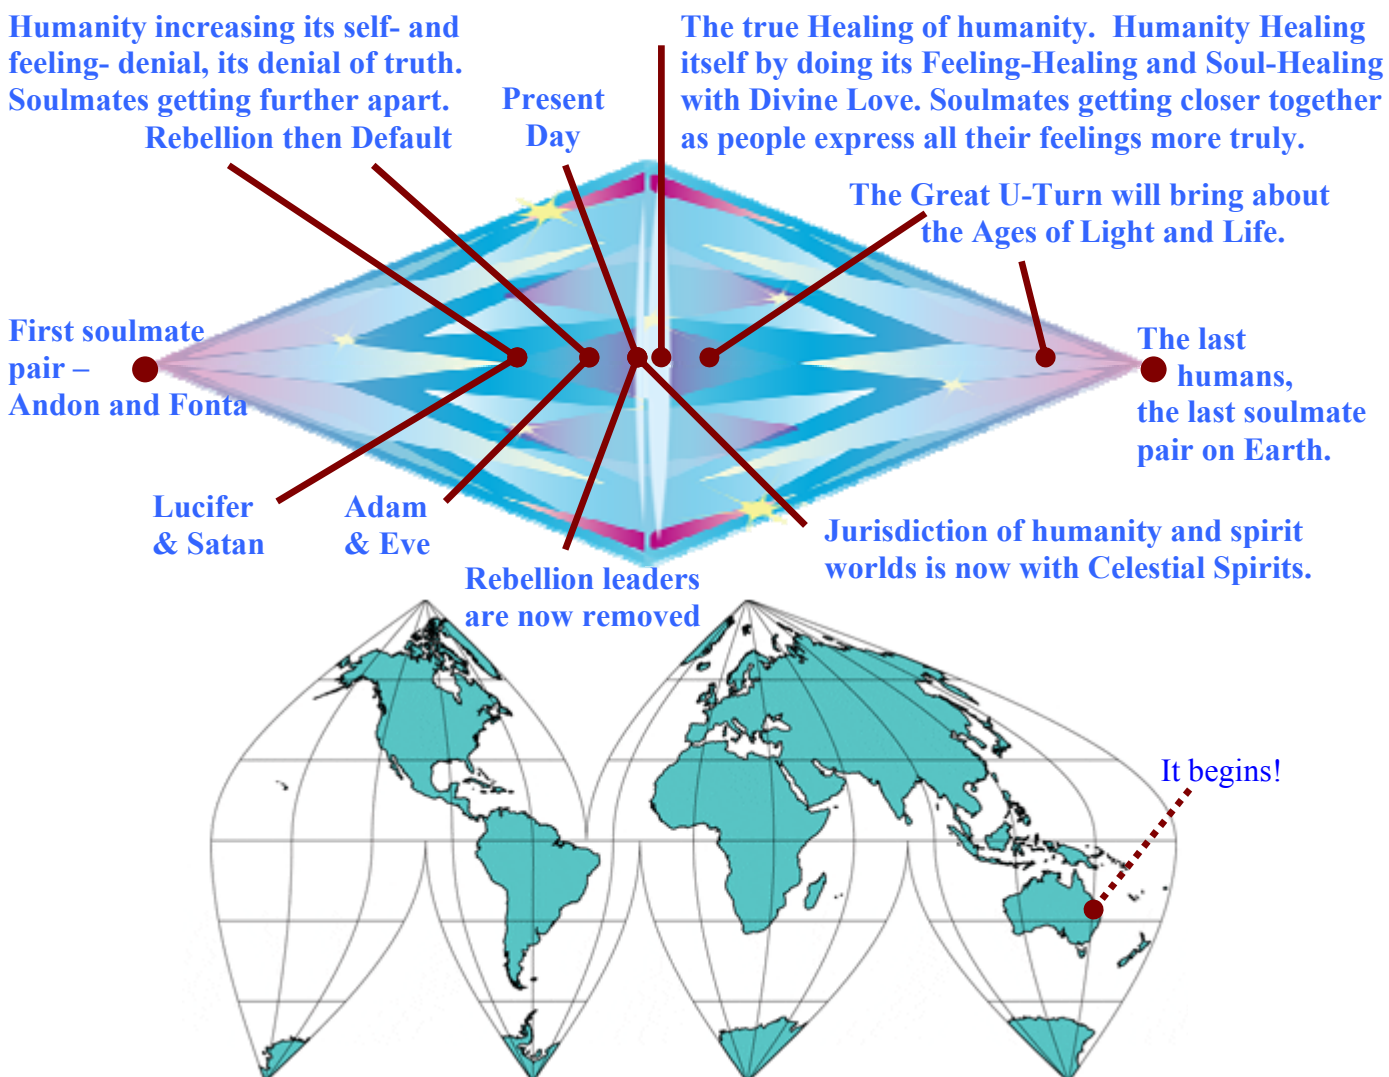 Humanity increasing its self- and
feeling- denial, its denial of truth.
Soulmates getting further apart.
Rebellion then Default
Present
Day
The true Healing of humanity.  Humanity Healing
itself by doing its Feeling-Healing and Soul-Healing
with Divine Love. Soulmates getting closer together
as people express all their feelings more truly.
The Great U-Turn will bring about
the Ages of Light and Life.
First soulmate
pair –
Andon and Fonta
The last
humans,
the last soulmate
pair on Earth.
Lucifer
& Satan
Adam
& Eve
Rebellion leaders
are now removed
Jurisdiction of humanity and spirit
worlds is now with Celestial Spirits.
It begins!